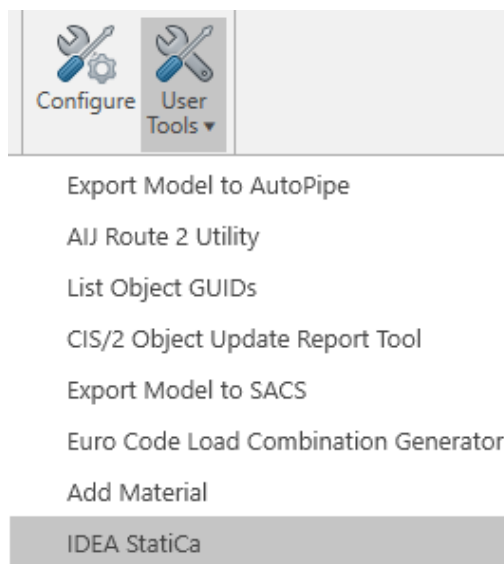 Configure
User
Tools ▾
Export Model to AutoPipe
AIJ Route 2 Utility
List Object GUIDs
CIS/2 Object Update Report Tool
Export Model to SACS
Euro Code Load Combination Generator
Add Material
IDEA StatiCa